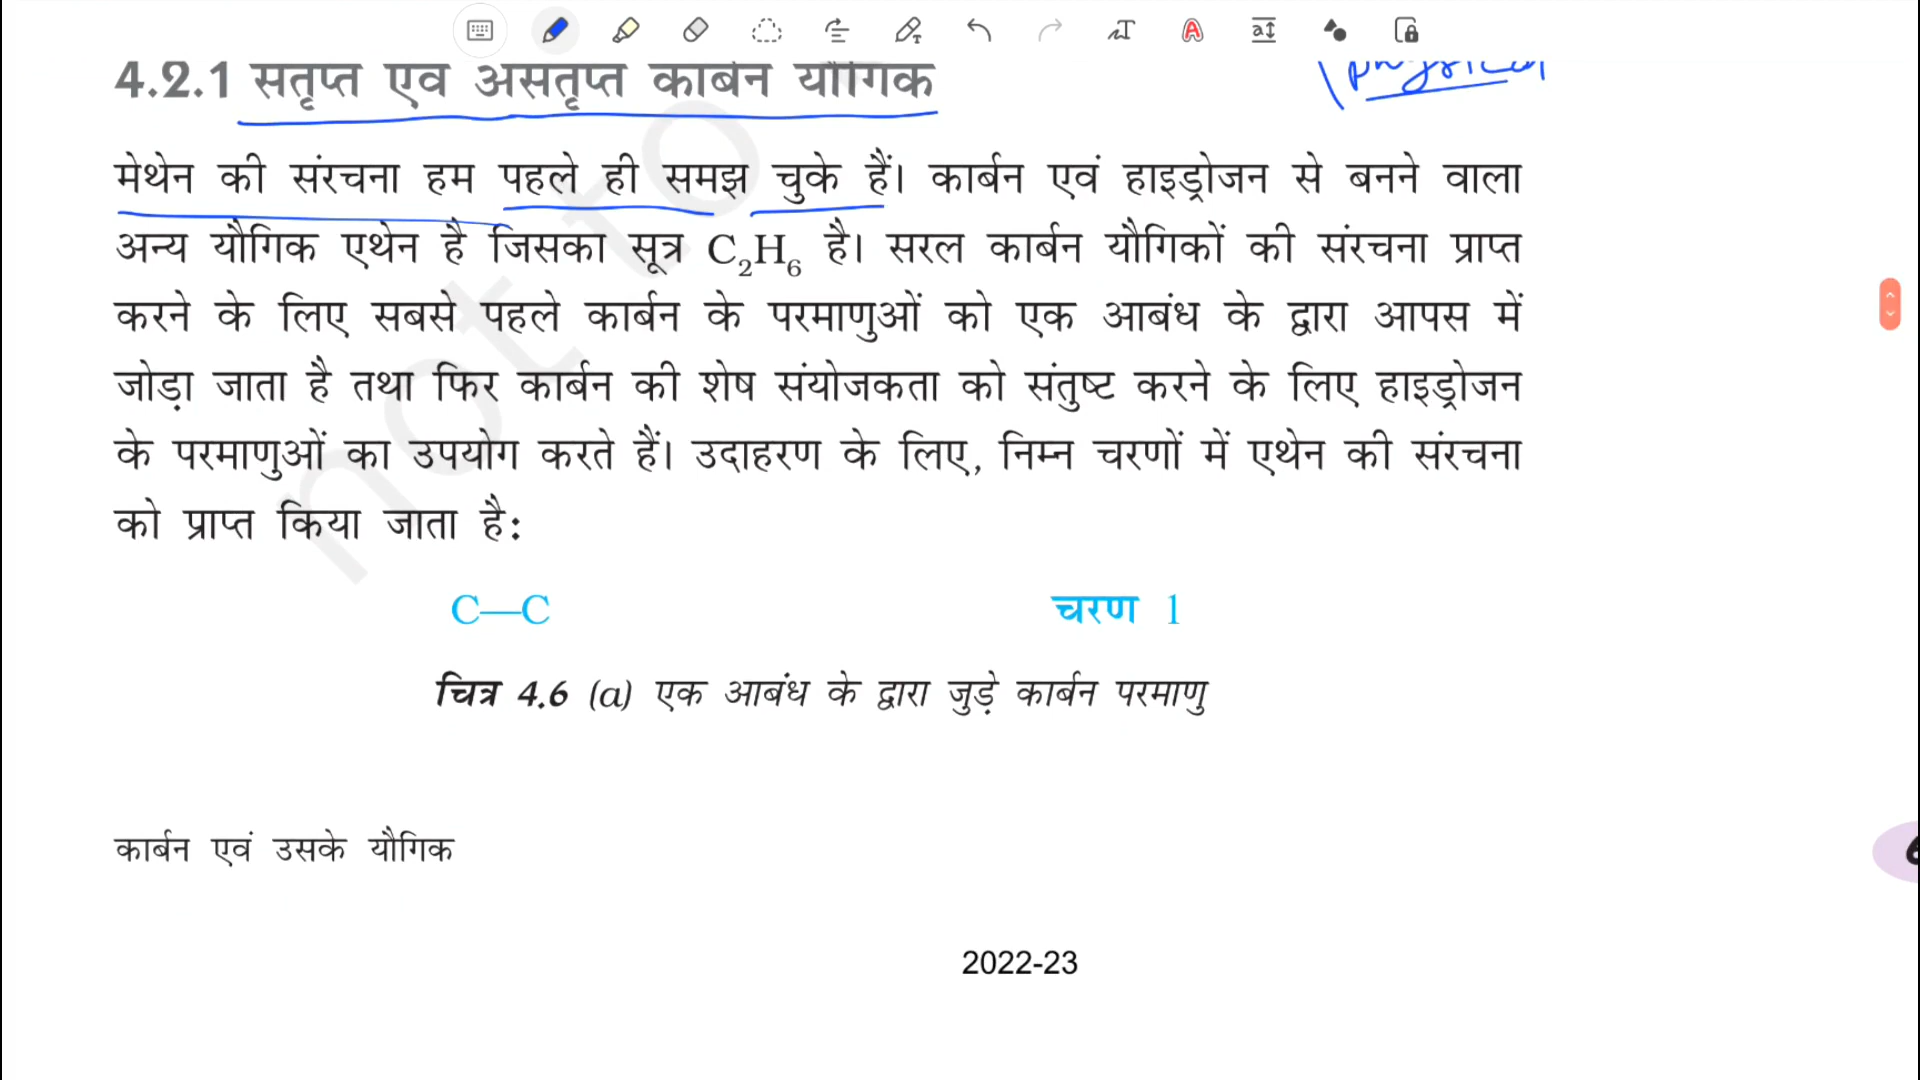 4.2.1 सतृप्त एव असतृप्त कार्बन यौगिक
physical
मेथेन की संरचना हम पहले ही समझ चुके हैं। कार्बन एवं हाइड्रोजन से बनने वाला
अन्य यौगिक एथेन है जिसका सूत्र C₂H₆ है। सरल कार्बन यौगिकों की संरचना प्राप्त
करने के लिए सबसे पहले कार्बन के परमाणुओं को एक आबंध के द्वारा आपस में
जोड़ा जाता है तथा फिर कार्बन की शेष संयोजकता को संतुष्ट करने के लिए हाइड्रोजन
के परमाणुओं का उपयोग करते हैं। उदाहरण के लिए, निम्न चरणों में एथेन की संरचना
को प्राप्त किया जाता है:
C—C चरण 1
चित्र 4.6 (a) एक आबंध के द्वारा जुड़े कार्बन परमाणु
कार्बन एवं उसके यौगिक
2022-23
not to